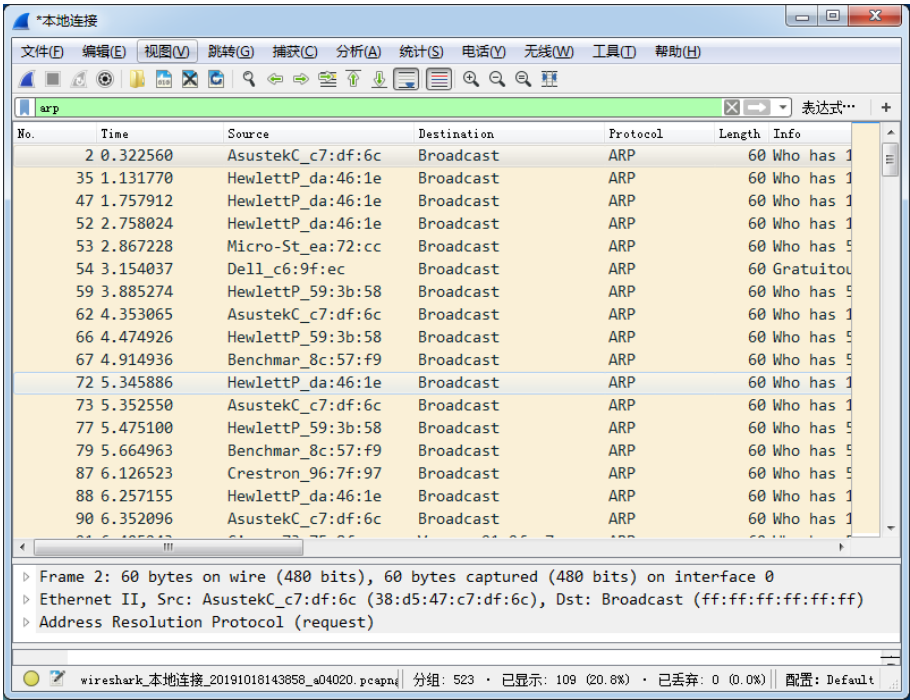 *本地连接
文件(F) 编辑(E) 视图(V) 跳转(G) 捕获(C) 分析(A) 统计(S) 电话(Y) 无线(W) 工具(T) 帮助(H)
arp 表达式… +
No. Time Source Destination Protocol Length Info
2 0.322560 AsustekC_c7:df:6c Broadcast ARP 60 Who has 1
35 1.131770 HewlettP_da:46:1e Broadcast ARP 60 Who has 1
47 1.757912 HewlettP_da:46:1e Broadcast ARP 60 Who has 1
52 2.758024 HewlettP_da:46:1e Broadcast ARP 60 Who has 1
53 2.867228 Micro-St_ea:72:cc Broadcast ARP 60 Who has 5
54 3.154037 Dell_c6:9f:ec Broadcast ARP 60 Gratuitou
59 3.885274 HewlettP_59:3b:58 Broadcast ARP 60 Who has 5
62 4.353065 AsustekC_c7:df:6c Broadcast ARP 60 Who has 1
66 4.474926 HewlettP_59:3b:58 Broadcast ARP 60 Who has 5
67 4.914936 Benchmar_8c:57:f9 Broadcast ARP 60 Who has 5
72 5.345886 HewlettP_da:46:1e Broadcast ARP 60 Who has 1
73 5.352550 AsustekC_c7:df:6c Broadcast ARP 60 Who has 1
77 5.475100 HewlettP_59:3b:58 Broadcast ARP 60 Who has 5
79 5.664963 Benchmar_8c:57:f9 Broadcast ARP 60 Who has 5
87 6.126523 Crestron_96:7f:97 Broadcast ARP 60 Who has 5
88 6.257155 HewlettP_da:46:1e Broadcast ARP 60 Who has 1
90 6.352096 AsustekC_c7:df:6c Broadcast ARP 60 Who has 1
Frame 2: 60 bytes on wire (480 bits), 60 bytes captured (480 bits) on interface 0
Ethernet II, Src: AsustekC_c7:df:6c (38:d5:47:c7:df:6c), Dst: Broadcast (ff:ff:ff:ff:ff:ff)
Address Resolution Protocol (request)
wireshark_本地连接_20191018143858_a04020.pcapng 分组: 523 · 已显示: 109 (20.8%) · 已丢弃: 0 (0.0%) 配置: Default